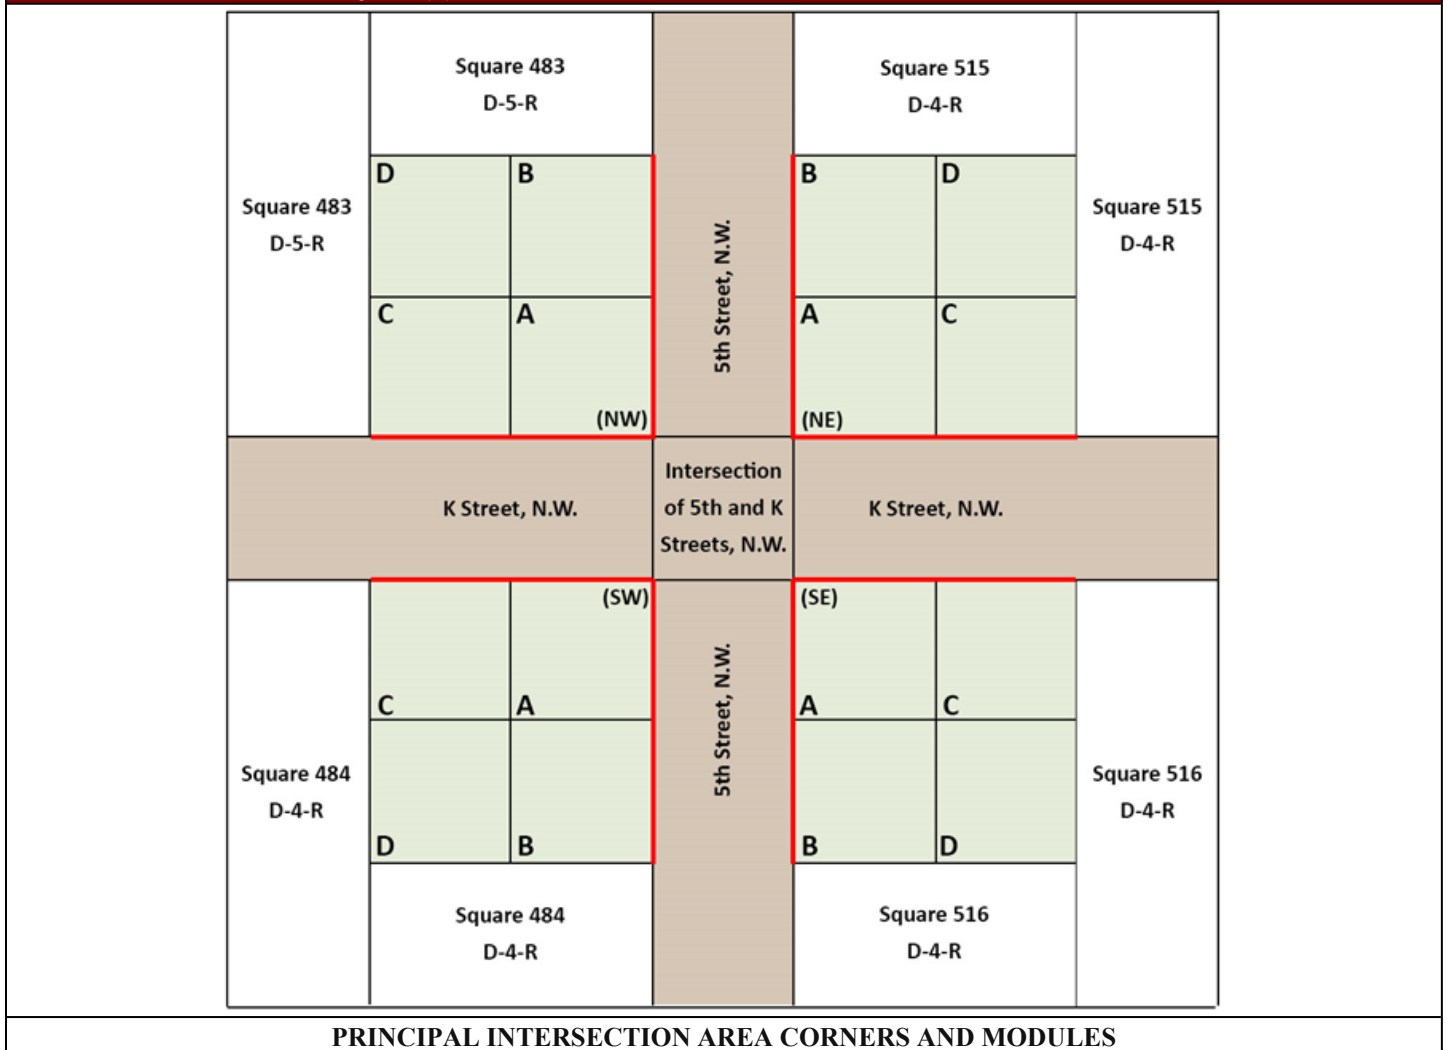 Square 483
D-5-R
Square 515
D-4-R
D
B
B
D
Square 483
D-5-R
5th Street, N.W.
Square 515
D-4-R
C
A
A
C
(NW)
(NE)
K Street, N.W.
Intersection
of 5th and K
Streets, N.W.
K Street, N.W.
(SW)
(SE)
C
A
A
C
5th Street, N.W.
Square 484
D-4-R
Square 516
D-4-R
D
B
B
D
Square 484
D-4-R
Square 516
D-4-R
PRINCIPAL INTERSECTION AREA CORNERS AND MODULES